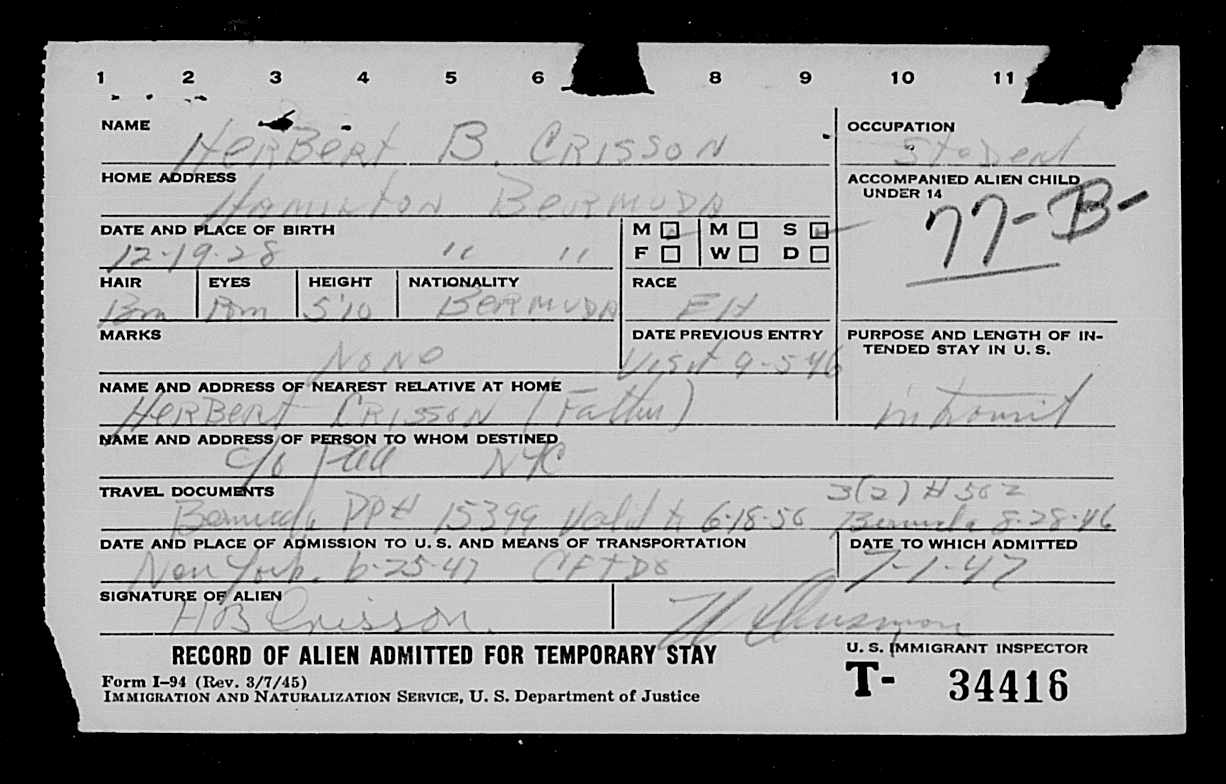 1 2 3 4 5 6 8 9 10 11
NAME HERBERT B. CRISSON
OCCUPATION Student
HOME ADDRESS HAMILTON BERMUDA
ACCOMPANIED ALIEN CHILD UNDER 14
77-B-
DATE AND PLACE OF BIRTH 12-19-28 " "
M F
M S W D
HAIR Brn EYES Brn HEIGHT 5'10 NATIONALITY BERMUDA
RACE
MARKS NONE
DATE PREVIOUS ENTRY Visit 9-5-46
PURPOSE AND LENGTH OF IN-
TENDED STAY IN U. S.
in transit
NAME AND ADDRESS OF NEAREST RELATIVE AT HOME
HERBERT CRISSON (Father)
NAME AND ADDRESS OF PERSON TO WHOM DESTINED
c/o Paa NYC
TRAVEL DOCUMENTS 3(2) # 502
Bermuda PP# 15399 Valid to 6-18-56 Bermuda 8-28-46
DATE AND PLACE OF ADMISSION TO U. S. AND MEANS OF TRANSPORTATION
New York. 6-25-47
DATE TO WHICH ADMITTED
7-1-47
SIGNATURE OF ALIEN
HB Crisson.
RECORD OF ALIEN ADMITTED FOR TEMPORARY STAY
U. S. IMMIGRANT INSPECTOR
Form I-94 (Rev. 3/7/45)
IMMIGRATION AND NATURALIZATION SERVICE, U. S. Department of Justice
T- 34416